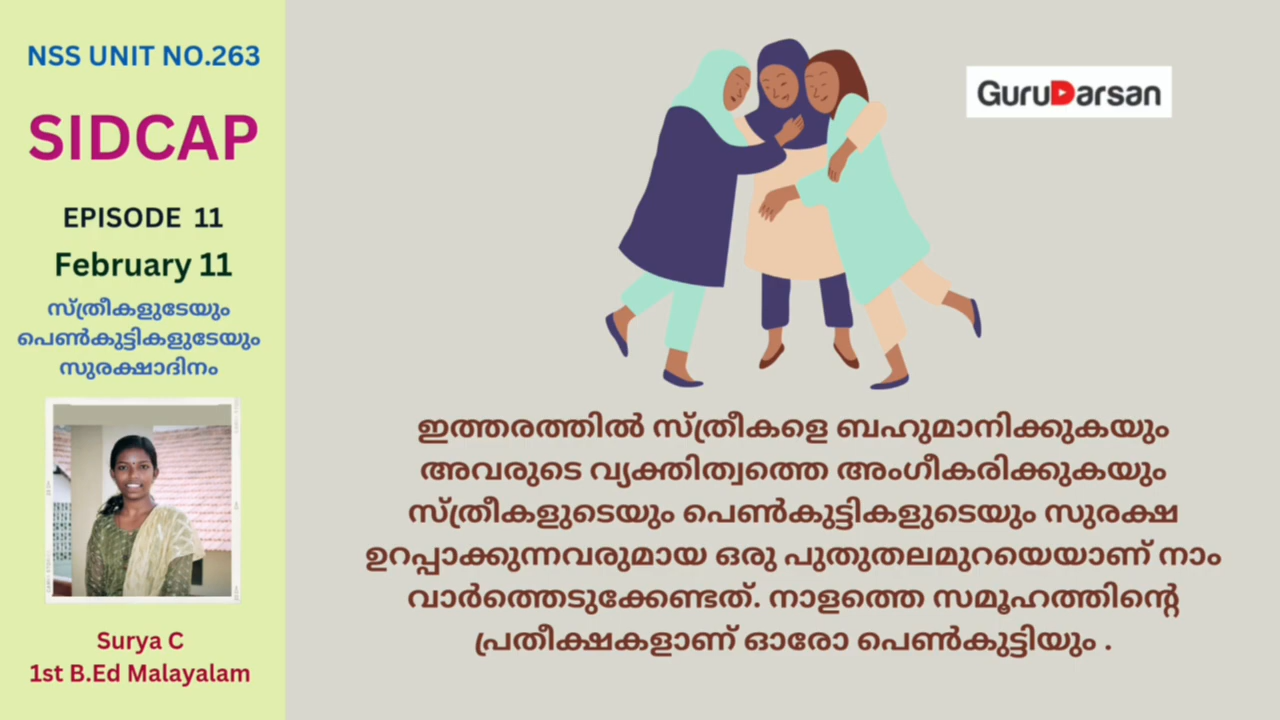 NSS UNIT NO.263
SIDCAP
EPISODE 11
February 11
സ്ത്രീകളുടേയും
പെൺകുട്ടികളുടേയും
സുരക്ഷാദിനം
Surya C
1st B.Ed Malayalam
GuruDarsan
ഇത്തരത്തിൽ സ്ത്രീകളെ ബഹുമാനിക്കുകയും
അവരുടെ വ്യക്തിത്വത്തെ അംഗീകരിക്കുകയും
സ്ത്രീകളുടെയും പെൺകുട്ടികളുടെയും സുരക്ഷ
ഉറപ്പാക്കുന്നവരുമായ ഒരു പുതുതലമുറയെയാണ് നാം
വാർത്തെടുക്കേണ്ടത്. നാളത്തെ സമൂഹത്തിന്റെ
പ്രതീക്ഷകളാണ് ഓരോ പെൺകുട്ടിയും .